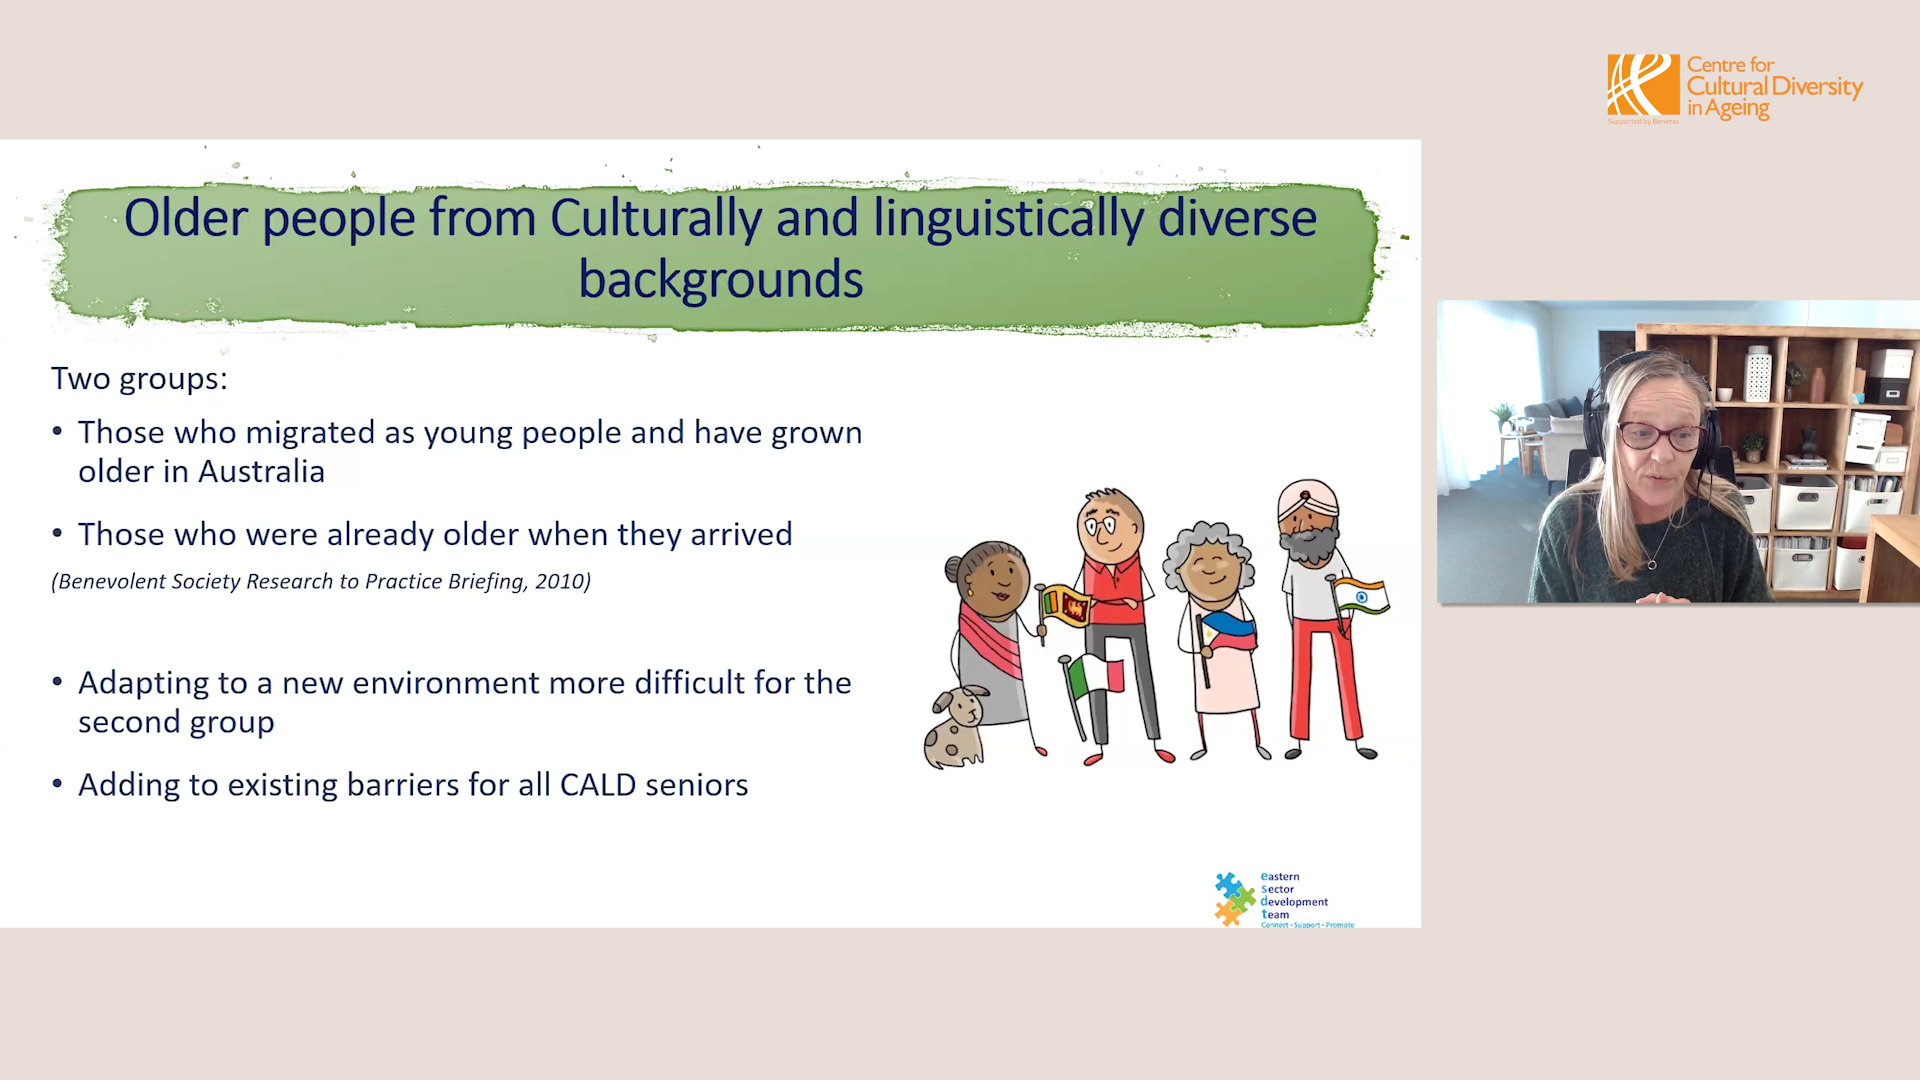 Centre for
Cultural Diversity
in Ageing
Supported by Benetas
Older people from Culturally and linguistically diverse
backgrounds
Two groups:
• Those who migrated as young people and have grown
older in Australia
• Those who were already older when they arrived
(Benevolent Society Research to Practice Briefing, 2010)
• Adapting to a new environment more difficult for the
second group
• Adding to existing barriers for all CALD seniors
eastern
Sector
development
team
Connect • Support • Promote